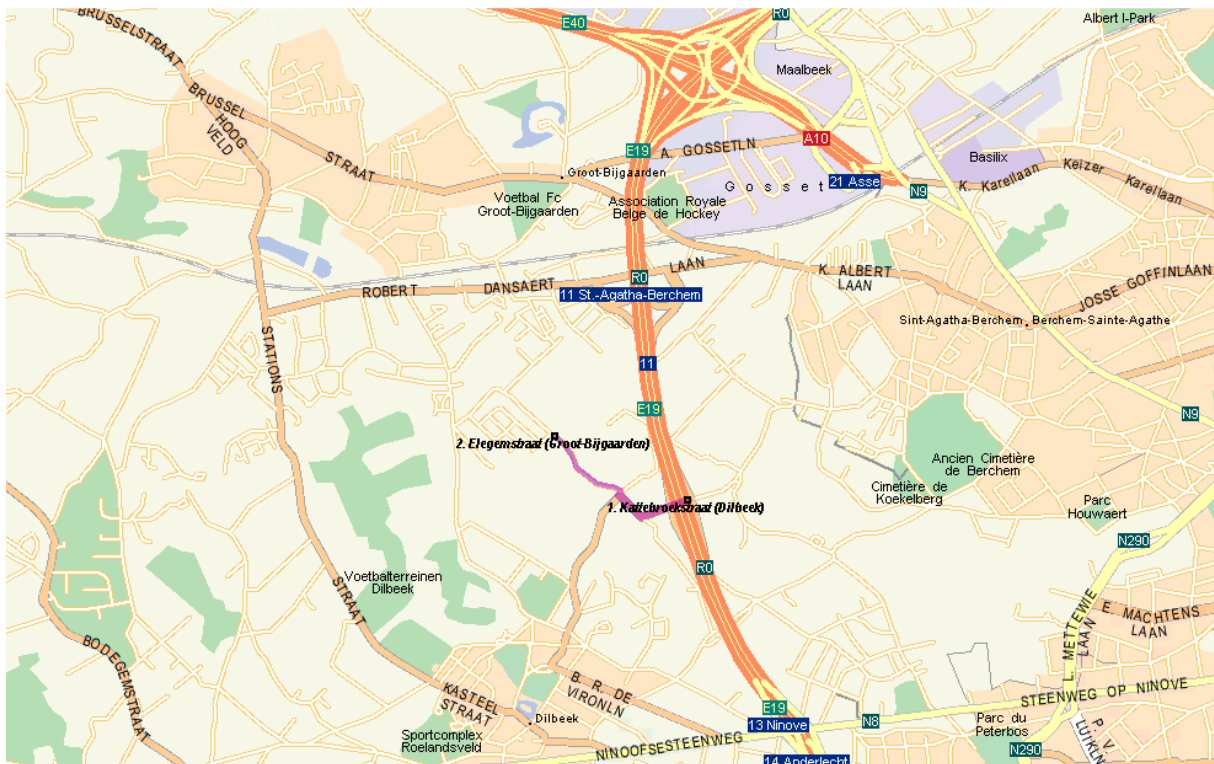 E40
R0
Albert I-Park
BRUSSELSTRAAT
Maalbeek
BRUSSEL
STRAAT
HOOG
VELD
A10
E19
A. GOSSETLN
Basilix
Groot-Bijgaarden
Gosset
21 Asse
K. Karellaan
Keizer
Karellaan
N9
Voetbal Fc
Groot-Bijgaarden
Association Royale
Belge de Hockey
LAAN
R0
K. ALBERT
LAAN
ROBERT
DANSAERT
11 St.-Agatha-Berchem
JOSSE GOFFINLAAN
Sint-Agatha-Berchem
Berchem-Sainte-Agathe
STATIONS
11
E19
N9
2. Elegemstraat (Groot-Bijgaarden)
Ancien Cimetière
de Berchem
Cimetière de
Koekelberg
1. Kattebroekstraat (Dilbeek)
Parc
Houwaert
N290
R0
Voetbalterreinen
Dilbeek
STRAAT
E. MACHTENS
LAAN
L. METTEWIE
LAAN
BODEGEMSTRAAT
B. R. DE
VIRONLN
KASTEEL
STRAAT
STEENWEG OP NINOVE
E19
Dilbeek
13 Ninove
N8
Parc du
Peterbos
P. V.
Sportcomplex
Roelandsveld
NINOOFSESTEENWEG
N290
14 Anderlecht